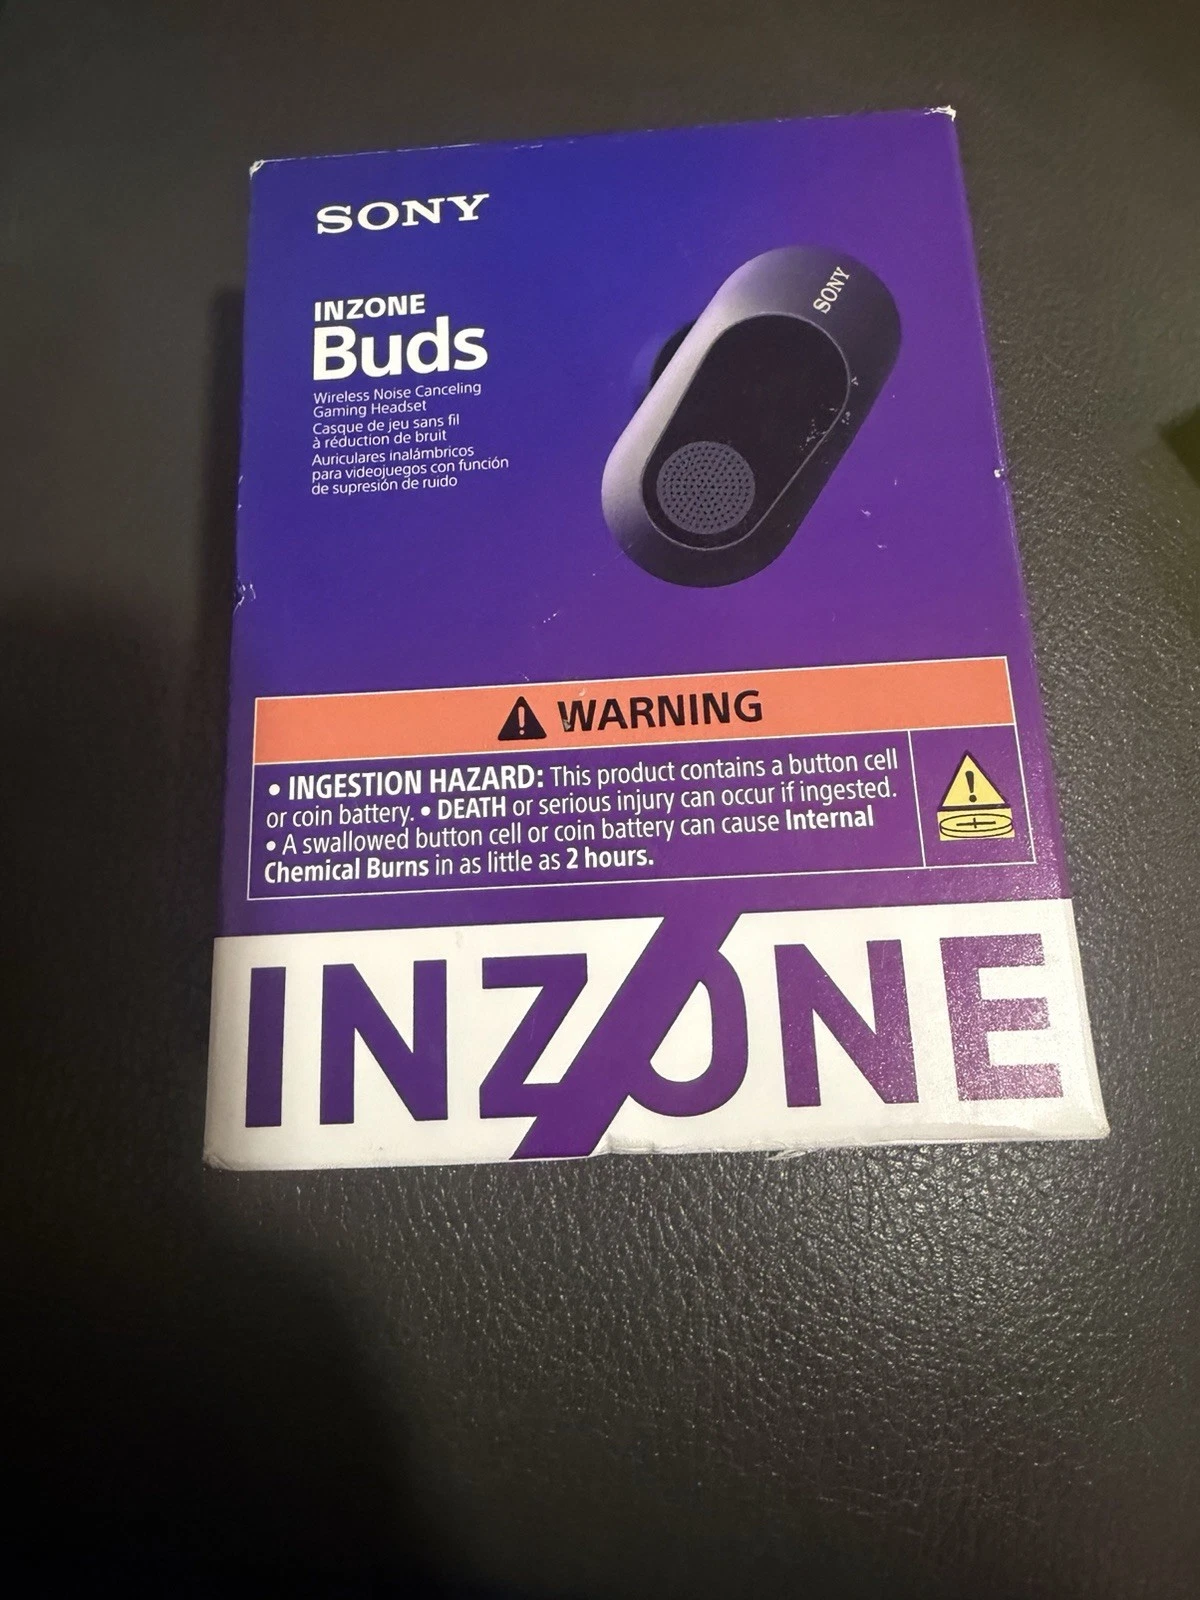 SONY
SONY
INZONE
Buds
Wireless Noise Canceling
Gaming Headset
Casque de jeu sans fil
à réduction de bruit
Auriculares inalámbricos
para videojuegos con función
de supresión de ruido
WARNING
• INGESTION HAZARD: This product contains a button cell
or coin battery. • DEATH or serious injury can occur if ingested.
• A swallowed button cell or coin battery can cause Internal
Chemical Burns in as little as 2 hours.
INZONE